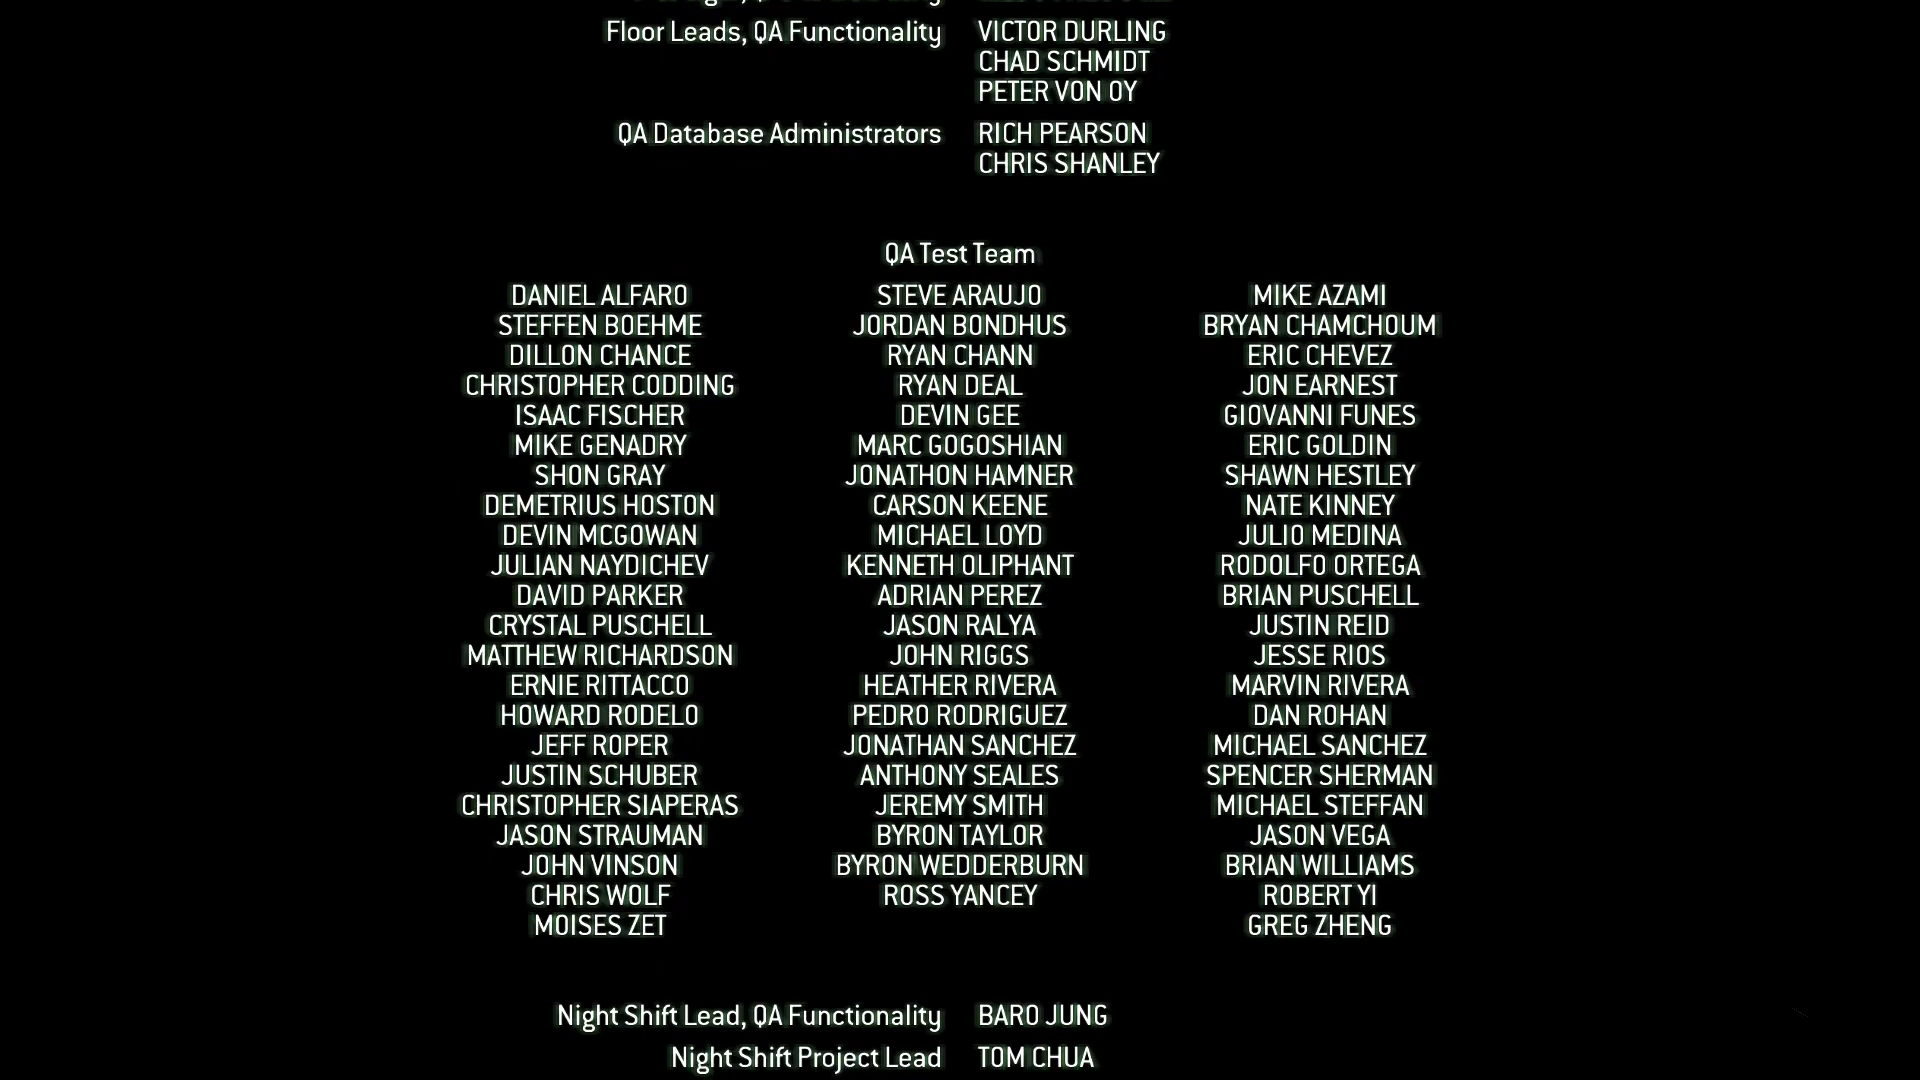 Floor Leads, QA Functionality VICTOR DURLING
CHAD SCHMIDT
PETER VON OY
QA Database Administrators RICH PEARSON
CHRIS SHANLEY
QA Test Team
DANIEL ALFARO STEVE ARAUJO MIKE AZAMI
STEFFEN BOEHME JORDAN BONDHUS BRYAN CHAMCHOUM
DILLON CHANCE RYAN CHANN ERIC CHEVEZ
CHRISTOPHER CODDING RYAN DEAL JON EARNEST
ISAAC FISCHER DEVIN GEE GIOVANNI FUNES
MIKE GENADRY MARC GOGOSHIAN ERIC GOLDIN
SHON GRAY JONATHON HAMNER SHAWN HESTLEY
DEMETRIUS HOSTON CARSON KEENE NATE KINNEY
DEVIN MCGOWAN MICHAEL LOYD JULIO MEDINA
JULIAN NAYDICHEV KENNETH OLIPHANT RODOLFO ORTEGA
DAVID PARKER ADRIAN PEREZ BRIAN PUSCHELL
CRYSTAL PUSCHELL JASON RALYA JUSTIN REID
MATTHEW RICHARDSON JOHN RIGGS JESSE RIOS
ERNIE RITTACCO HEATHER RIVERA MARVIN RIVERA
HOWARD RODELO PEDRO RODRIGUEZ DAN ROHAN
JEFF ROPER JONATHAN SANCHEZ MICHAEL SANCHEZ
JUSTIN SCHUBER ANTHONY SEALES SPENCER SHERMAN
CHRISTOPHER SIAPERAS JEREMY SMITH MICHAEL STEFFAN
JASON STRAUMAN BYRON TAYLOR JASON VEGA
JOHN VINSON BYRON WEDDERBURN BRIAN WILLIAMS
CHRIS WOLF ROSS YANCEY ROBERT YI
MOISES ZET GREG ZHENG
Night Shift Lead, QA Functionality BARO JUNG
Night Shift Project Lead TOM CHUA